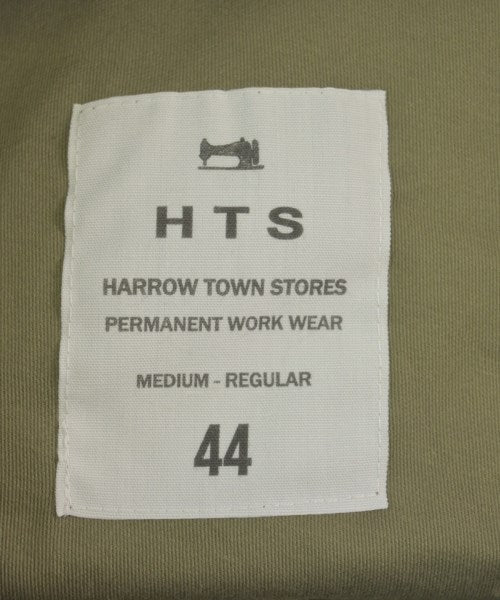 HTS
HARROW TOWN STORES
PERMANENT WORK WEAR
MEDIUM - REGULAR
44